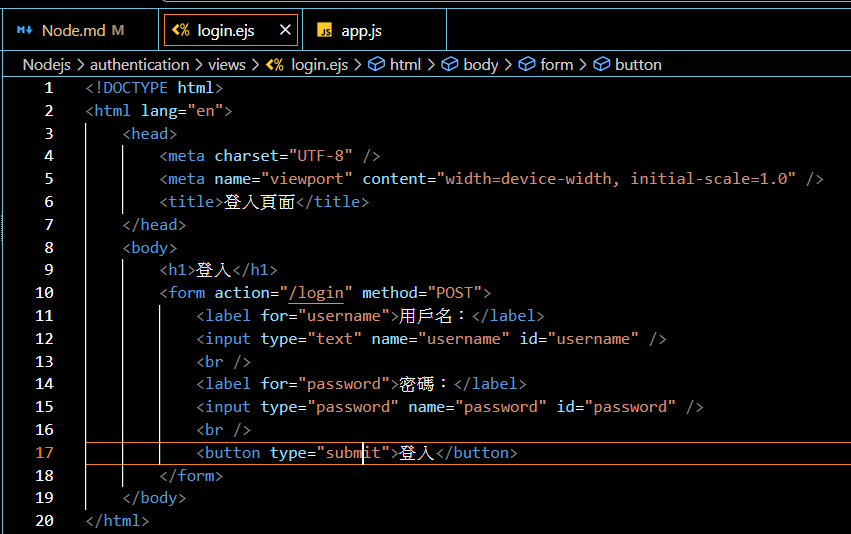 Node.md M login.ejs × JS app.js
Nodejs > authentication > views > <% login.ejs > html > body > form > button
1 <!DOCTYPE html>
2 <html lang="en">
3 <head>
4 <meta charset="UTF-8" />
5 <meta name="viewport" content="width=device-width, initial-scale=1.0" />
6 <title>登入頁面</title>
7 </head>
8 <body>
9 <h1>登入</h1>
10 <form action="/login" method="POST">
11 <label for="username">用戶名：</label>
12 <input type="text" name="username" id="username" />
13 <br />
14 <label for="password">密碼：</label>
15 <input type="password" name="password" id="password" />
16 <br />
17 <button type="submit">登入</button>
18 </form>
19 </body>
20 </html>